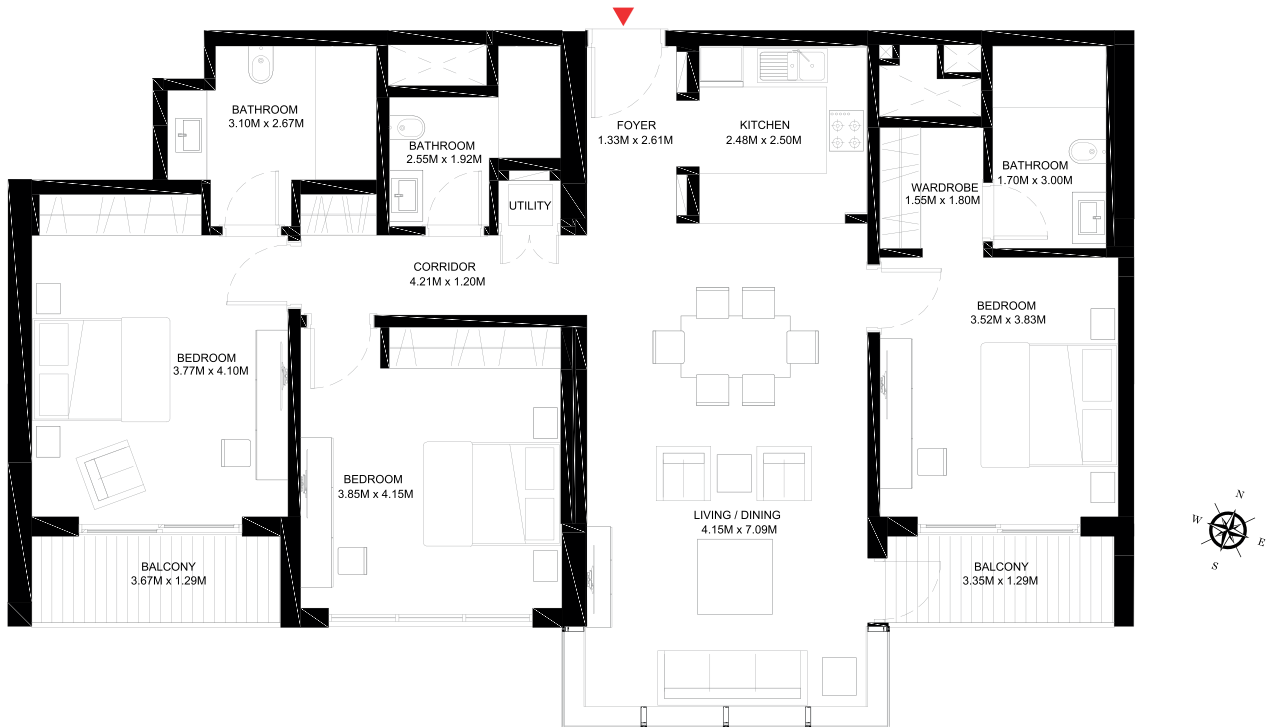 BATHROOM
3.10M x 2.67M
BATHROOM
2.55M x 1.92M
FOYER
1.33M x 2.61M
KITCHEN
2.48M x 2.50M
BATHROOM
1.70M x 3.00M
WARDROBE
1.55M x 1.80M
UTILITY
CORRIDOR
4.21M x 1.20M
BEDROOM
3.52M x 3.83M
BEDROOM
3.77M x 4.10M
BEDROOM
3.85M x 4.15M
LIVING / DINING
4.15M x 7.09M
BALCONY
3.67M x 1.29M
BALCONY
3.35M x 1.29M
N
W
E
S